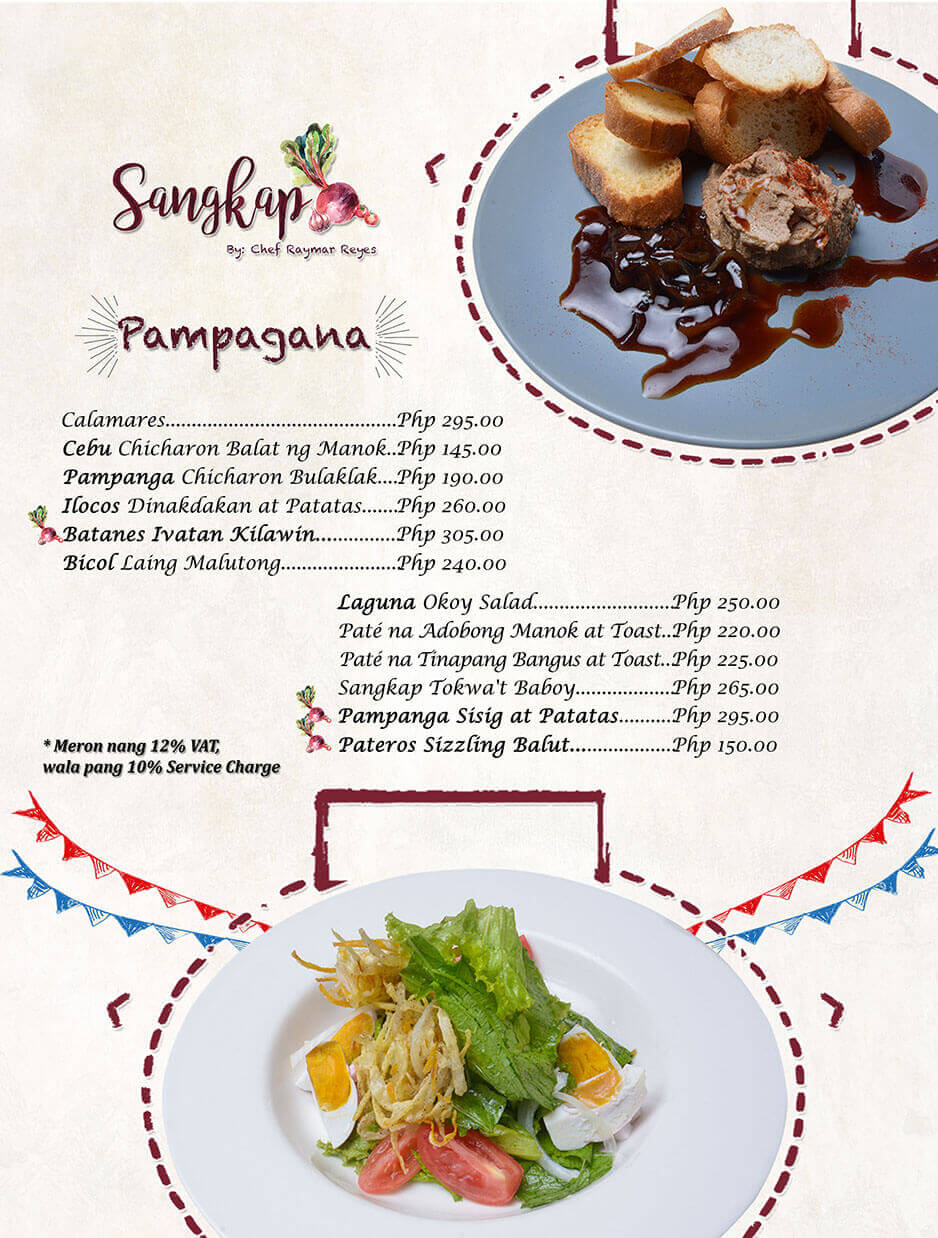 Sangkap
By: Chef Raymar Reyes
Pampagana
Calamares............................................Php 295.00
Cebu Chicharon Balat ng Manok..Php 145.00
Pampanga Chicharon Bulaklak....Php 190.00
Ilocos Dinakdakan at Patatas.......Php 260.00
Batanes Ivatan Kilawin................Php 305.00
Bicol Laing Malutong......................Php 240.00
Laguna Okoy Salad...........................Php 250.00
Paté na Adobong Manok at Toast..Php 220.00
Paté na Tinapang Bangus at Toast..Php 225.00
Sangkap Tokwa't Baboy...................Php 265.00
Pampanga Sisig at Patatas..........Php 295.00
Pateros Sizzling Balut....................Php 150.00
* Meron nang 12% VAT,
wala pang 10% Service Charge